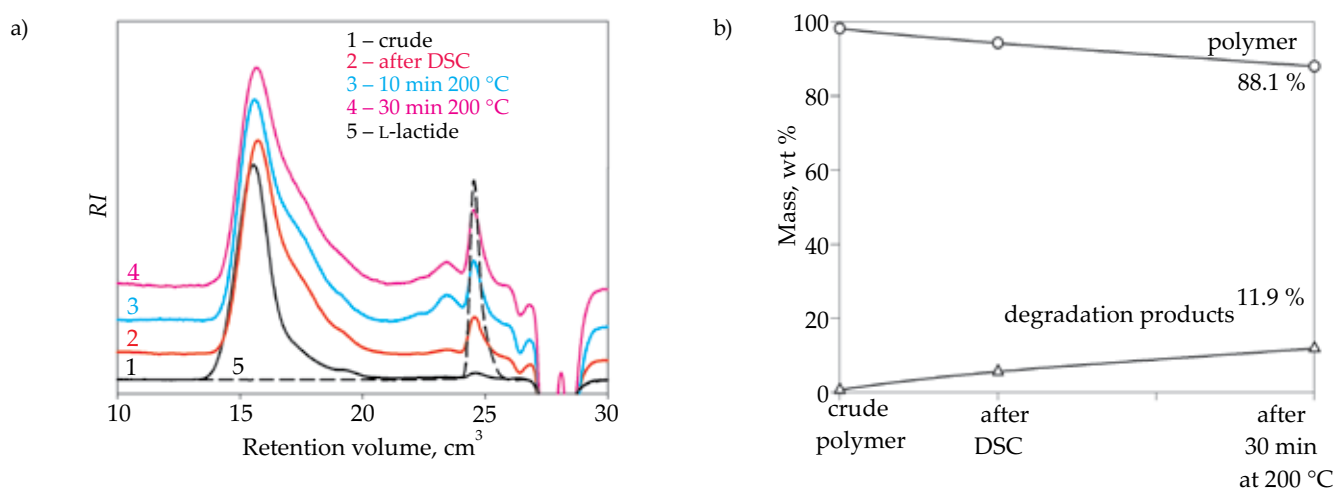 a)
1 – crude
2 – after DSC
3 – 10 min 200 °C
4 – 30 min 200 °C
5 – L-lactide
RI
4
3
2
1
5
10 15 20 25 30
Retention volume, cm³
b)
100
80
60
40
20
0
Mass, wt %
polymer
88.1 %
11.9 %
degradation products
crude
polymer
after
DSC
after
30 min
at 200 °C